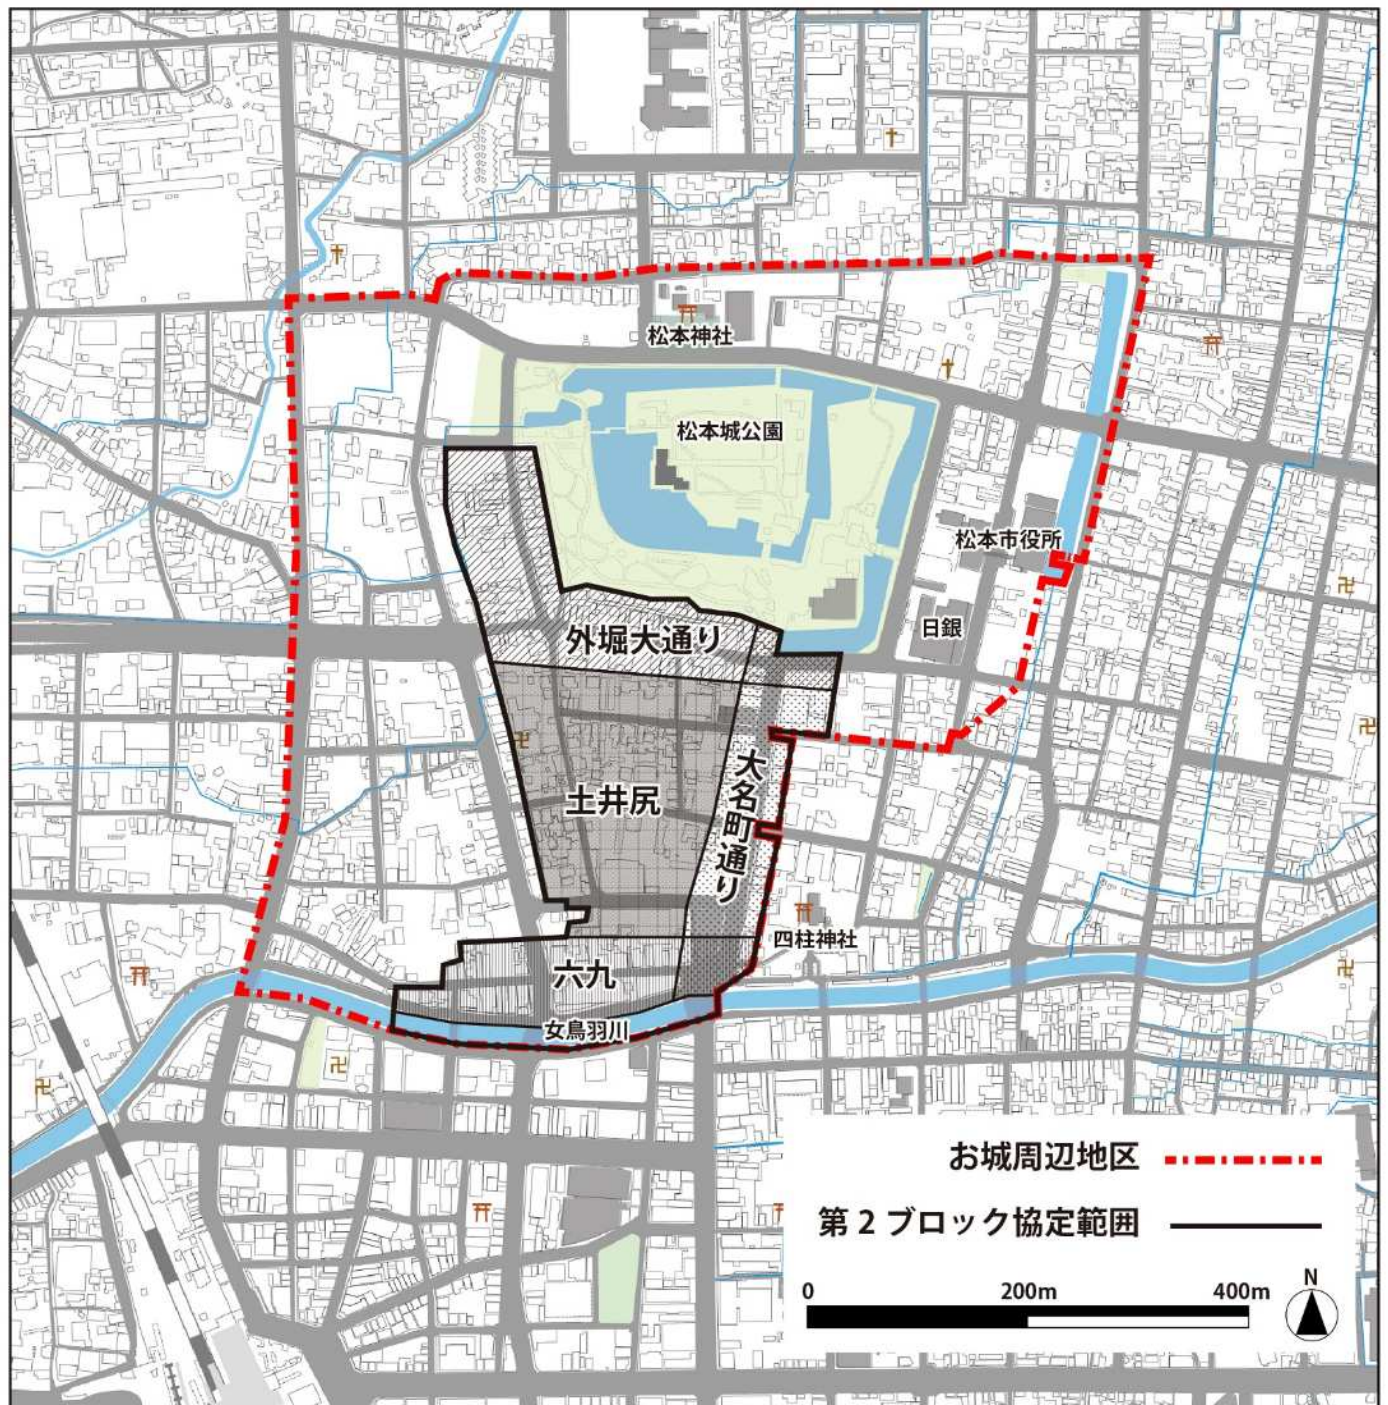 松本神社
松本城公園
松本市役所
日銀
外堀大通り
土井尻
大名町通り
四柱神社
六九
女鳥羽川
お城周辺地区
第2ブロック協定範囲
0 200m 400m
N